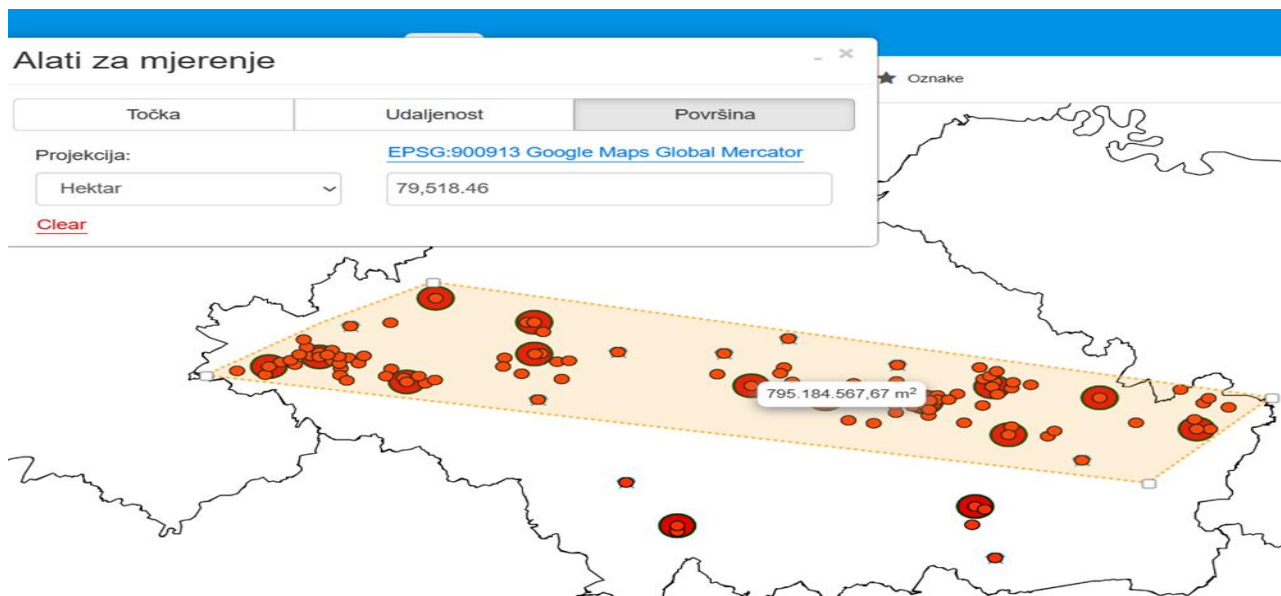 Alati za mjerenje
Oznake
Točka Udaljenost Površina
Projekcija: EPSG:900913 Google Maps Global Mercator
Hektar 79,518.46
Clear
795.184.567,67 m²